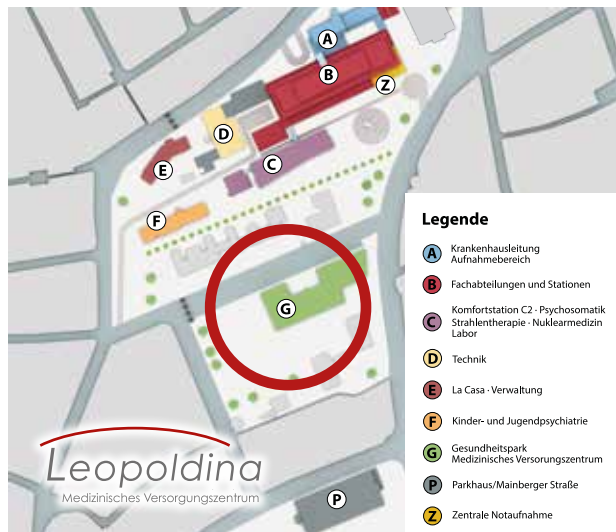 A
B
Z
D
E
C
F
G
P
Legende
A Krankenhausleitung
Aufnahmebereich
B Fachabteilungen und Stationen
C Komfortstation C2 · Psychosomatik
Strahlentherapie · Nuklearmedizin
Labor
D Technik
E La Casa · Verwaltung
F Kinder- und Jugendpsychiatrie
G Gesundheitspark
Medizinisches Versorungszentrum
P Parkhaus/Mainberger Straße
Z Zentrale Notaufnahme
Leopoldina
Medizinisches Versorgungszentrum